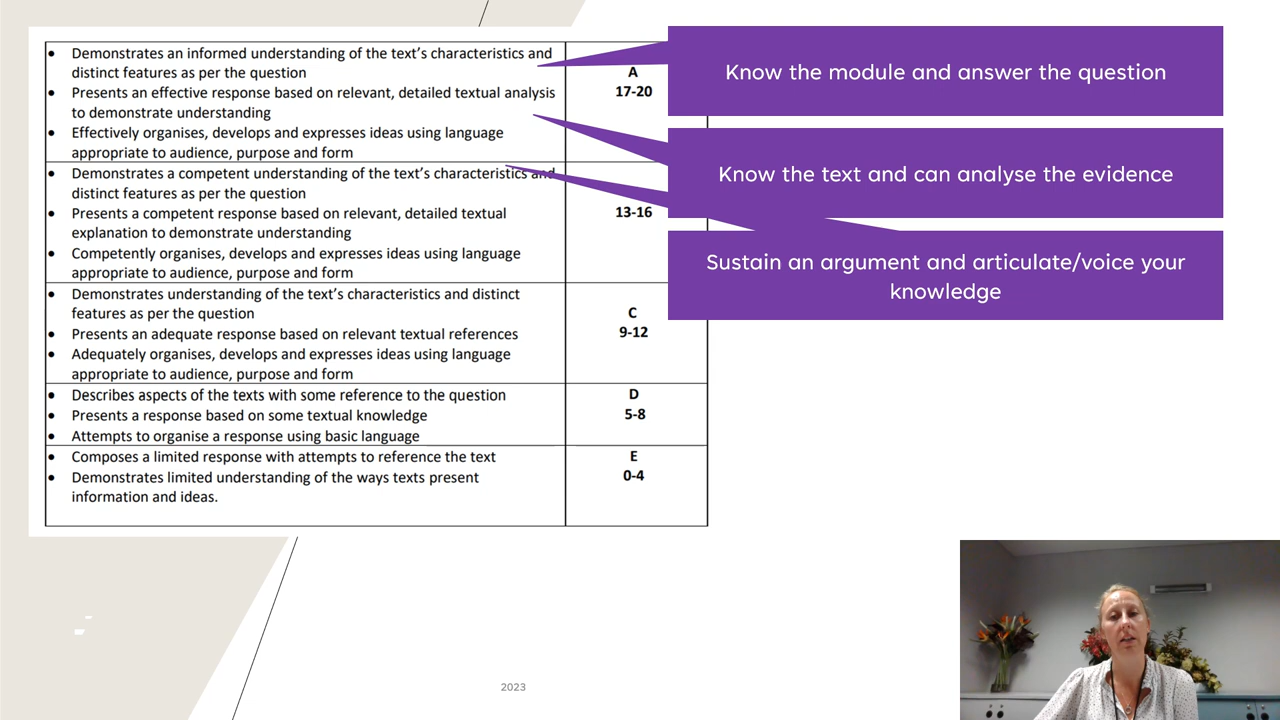 • Demonstrates an informed understanding of the text's characteristics and
distinct features as per the question
• Presents an effective response based on relevant, detailed textual analysis
to demonstrate understanding
• Effectively organises, develops and expresses ideas using language
appropriate to audience, purpose and form
A
17-20
• Demonstrates a competent understanding of the text's characteristics and
distinct features as per the question
• Presents a competent response based on relevant, detailed textual
explanation to demonstrate understanding
• Competently organises, develops and expresses ideas using language
appropriate to audience, purpose and form
13-16
• Demonstrates understanding of the text's characteristics and distinct
features as per the question
• Presents an adequate response based on relevant textual references
• Adequately organises, develops and expresses ideas using language
appropriate to audience, purpose and form
C
9-12
• Describes aspects of the texts with some reference to the question
• Presents a response based on some textual knowledge
• Attempts to organise a response using basic language
D
5-8
• Composes a limited response with attempts to reference the text
• Demonstrates limited understanding of the ways texts present
information and ideas.
E
0-4
Know the module and answer the question
Know the text and can analyse the evidence
Sustain an argument and articulate/voice your
knowledge
2023